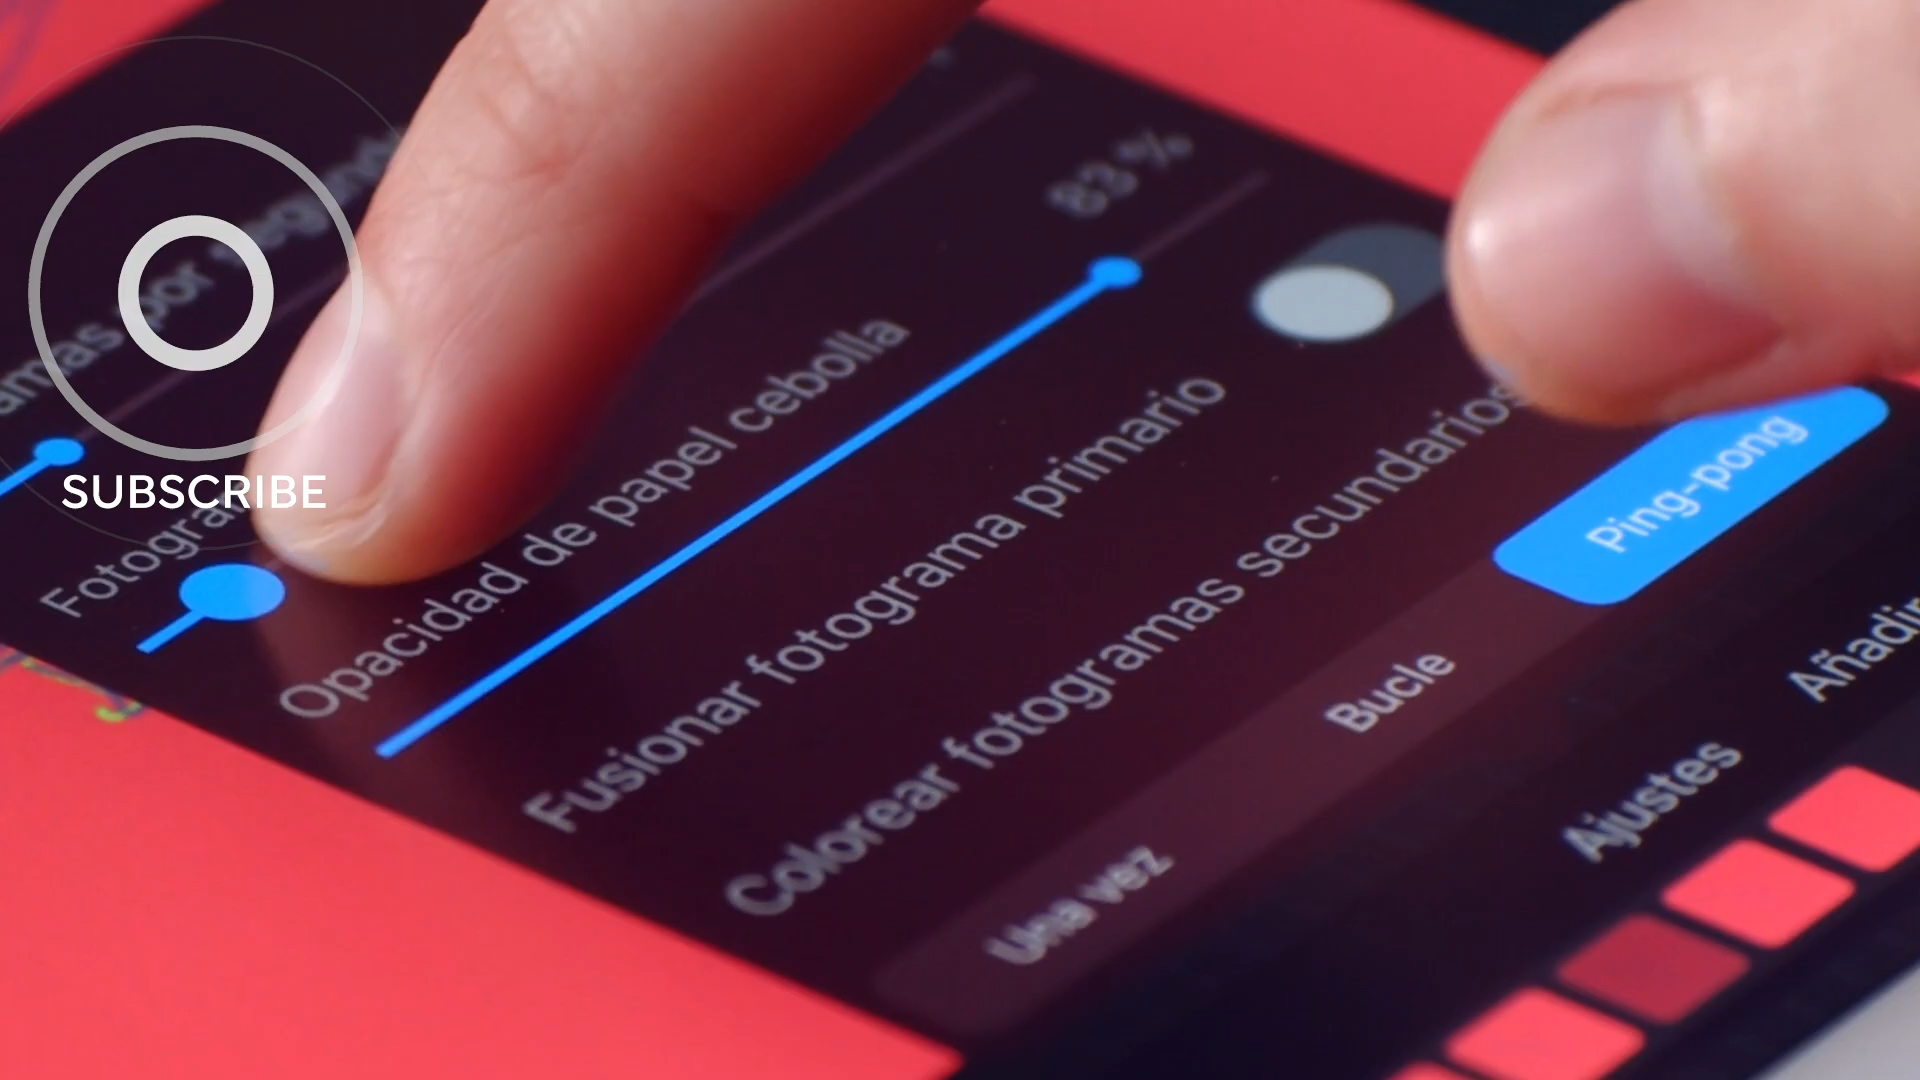 83 %
SUBSCRIBE
Opacidad de papel cebolla
Fusionar fotograma primario
Colorear fotogramas secundarios
Una vez
Bucle
Ping-pong
Ajustes
Añadir